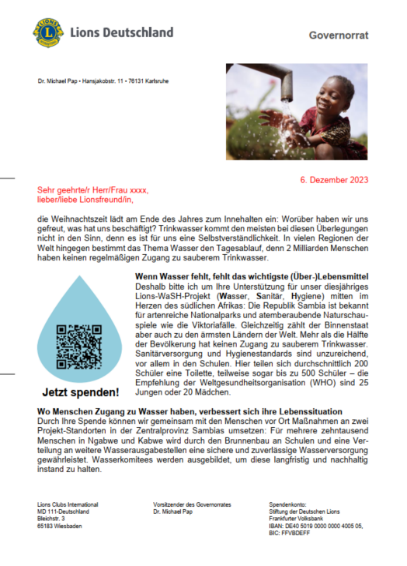 LIONS
Lions Deutschland
Governorrat
Dr. Michael Pap • Hansjakobstr. 11 • 76131 Karlsruhe
6. Dezember 2023
Sehr geehrte/r Herr/Frau xxxx,
lieber/liebe Lionsfreund/in,
die Weihnachtszeit lädt am Ende des Jahres zum Innehalten ein: Worüber haben wir uns
gefreut, was hat uns beschäftigt? Trinkwasser kommt den meisten bei diesen Überlegungen
nicht in den Sinn, denn es ist für uns eine Selbstverständlichkeit. In vielen Regionen der
Welt hingegen bestimmt das Thema Wasser den Tagesablauf, denn 2 Milliarden Menschen
haben keinen regelmäßigen Zugang zu sauberem Trinkwasser.
Wenn Wasser fehlt, fehlt das wichtigste (Über-)Lebensmittel
Deshalb bitte ich um Ihre Unterstützung für unser diesjähriges
Lions-WaSH-Projekt (Wasser, Sanitär, Hygiene) mitten im
Herzen des südlichen Afrikas: Die Republik Sambia ist bekannt
für artenreiche Nationalparks und atemberaubende Naturschau-
spiele wie die Viktoriafälle. Gleichzeitig zählt der Binnenstaat
aber auch zu den ärmsten Ländern der Welt. Mehr als die Hälfte
der Bevölkerung hat keinen Zugang zu sauberem Trinkwasser.
Sanitärversorgung und Hygienestandards sind unzureichend,
vor allem in den Schulen. Hier teilen sich durchschnittlich 200
Schüler eine Toilette, teilweise sogar bis zu 500 Schüler – die
Empfehlung der Weltgesundheitsorganisation (WHO) sind 25
Jungen oder 20 Mädchen.
Jetzt spenden!
Wo Menschen Zugang zu Wasser haben, verbessert sich ihre Lebenssituation
Durch Ihre Spende können wir gemeinsam mit den Menschen vor Ort Maßnahmen an zwei
Projekt-Standorten in der Zentralprovinz Sambias umsetzen: Für mehrere zehntausend
Menschen in Ngabwe und Kabwe wird durch den Brunnenbau an Schulen und eine Ver-
teilung an weitere Wasserausgabestellen eine sichere und zuverlässige Wasserversorgung
gewährleistet. Wasserkomitees werden ausgebildet, um diese langfristig und nachhaltig
instand zu halten.
Lions Clubs International
MD 111-Deutschland
Bleichstr. 3
65183 Wiesbaden
Vorsitzender des Governorrates
Dr. Michael Pap
Spendenkonto:
Stiftung der Deutschen Lions
Frankfurter Volksbank
IBAN: DE40 5019 0000 0000 4005 05,
BIC: FFVBDEFF